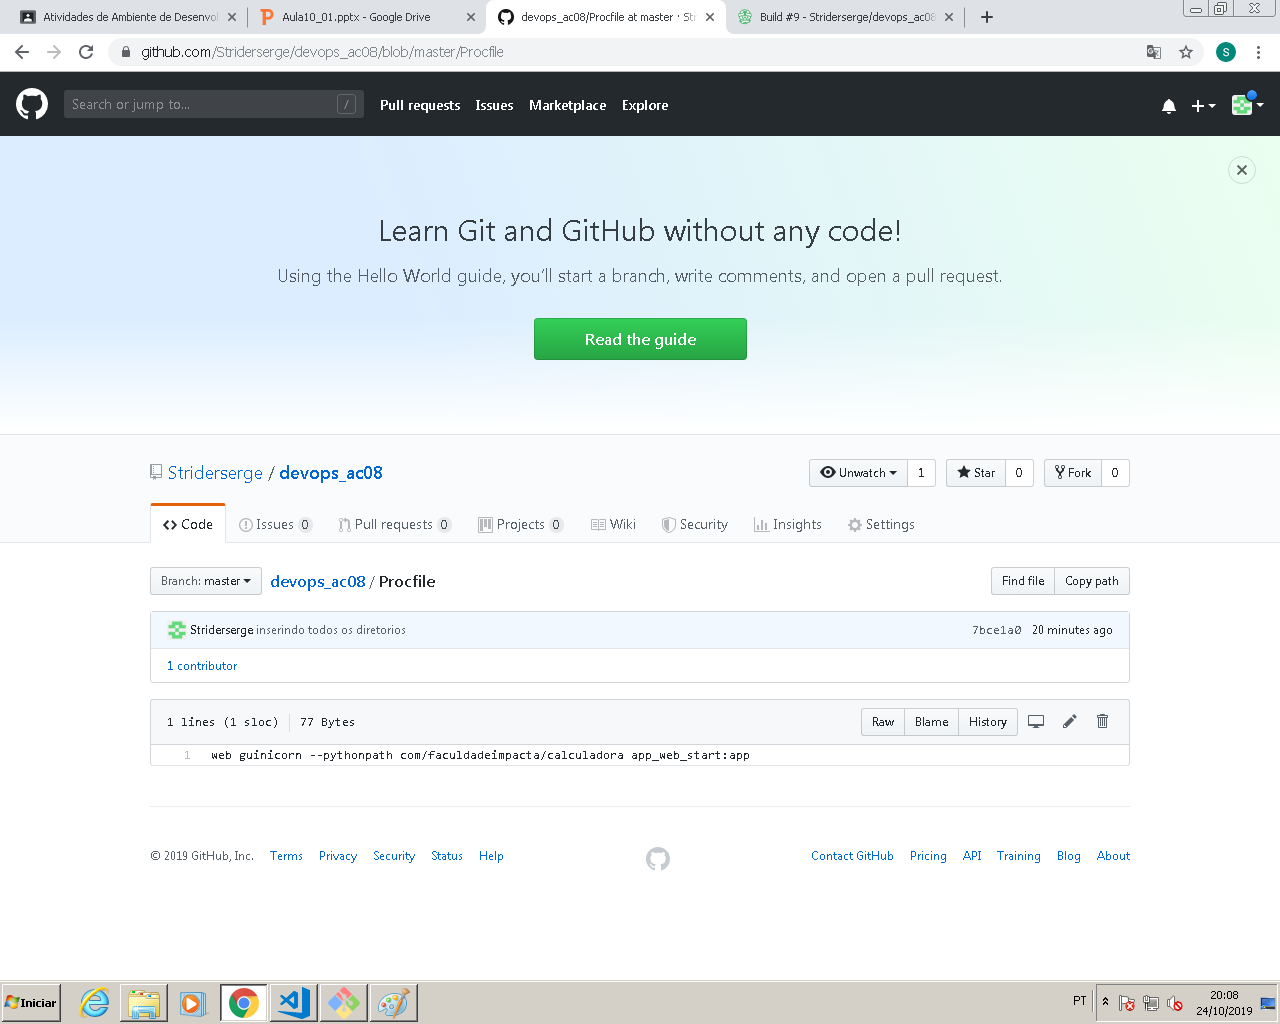 Atividades de Ambiente de Desenvol
Aula10_01.pptx - Google Drive
devops_ac08/Procfile at master · Str
Build #9 - Striderserge/devops_ac08
github.com/Striderserge/devops_ac08/blob/master/Procfile
S
Search or jump to...
/
Pull requests
Issues
Marketplace
Explore
Learn Git and GitHub without any code!
Using the Hello World guide, you’ll start a branch, write comments, and open a pull request.
Read the guide
Striderserge / devops_ac08
Unwatch 1
Star 0
Fork 0
Code
Issues 0
Pull requests 0
Projects 0
Wiki
Security
Insights
Settings
Branch: master
devops_ac08 / Procfile
Find file
Copy path
Striderserge inserindo todos os diretorios
7bce1a0 20 minutes ago
1 contributor
1 lines (1 sloc) 77 Bytes
Raw
Blame
History
1 web guinicorn --pythonpath com/faculdadeimpacta/calculadora app_web_start:app
© 2019 GitHub, Inc.
Terms
Privacy
Security
Status
Help
Contact GitHub
Pricing
API
Training
Blog
About
Iniciar
PT
20:08
24/10/2019